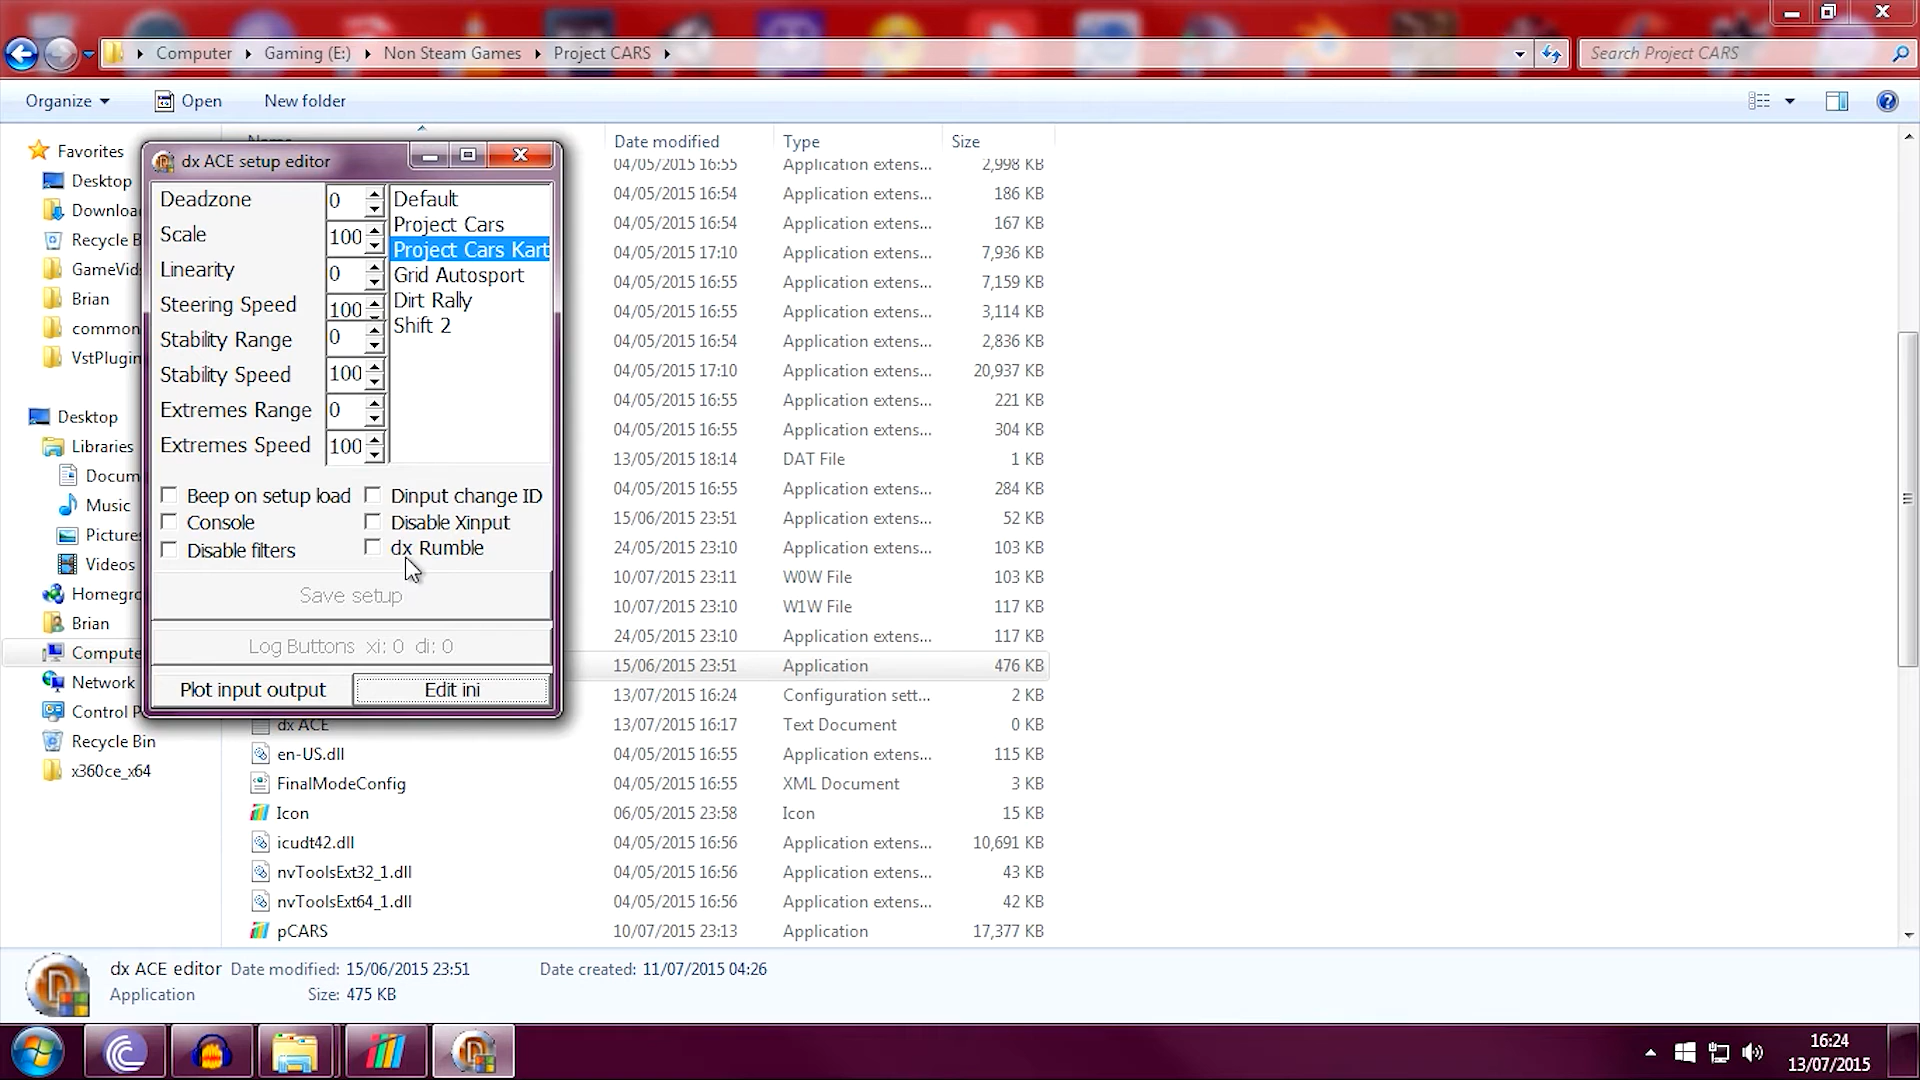 Computer Gaming (E:) Non Steam Games Project CARS Search Project CARS
Organize Open New folder
Favorites
Desktop
Downloa
Recycle B
GameVid
Brian
common
VstPlugin
Desktop
Libraries
Docum
Music
Picture
Videos
Homegro
Brian
Compute
Network
Control P
Recycle Bin
x360ce_x64
dx ACE setup editor
Deadzone 0
Scale 100
Linearity 0
Steering Speed 100
Stability Range 0
Stability Speed 100
Extremes Range 0
Extremes Speed 100
Default
Project Cars
Project Cars Kart
Grid Autosport
Dirt Rally
Shift 2
Beep on setup load Dinput change ID
Console Disable Xinput
Disable filters dx Rumble
Save setup
Log Buttons xi: 0 di: 0
Plot input output Edit ini
Date modified Type Size
04/05/2015 16:55 Application extens... 2,998 KB
04/05/2015 16:54 Application extens... 186 KB
04/05/2015 16:54 Application extens... 167 KB
04/05/2015 17:10 Application extens... 7,936 KB
04/05/2015 16:55 Application extens... 7,159 KB
04/05/2015 16:55 Application extens... 3,114 KB
04/05/2015 16:54 Application extens... 2,836 KB
04/05/2015 17:10 Application extens... 20,937 KB
04/05/2015 16:55 Application extens... 221 KB
04/05/2015 16:55 Application extens... 304 KB
13/05/2015 18:14 DAT File 1 KB
04/05/2015 16:55 Application extens... 284 KB
15/06/2015 23:51 Application extens... 52 KB
24/05/2015 23:10 Application extens... 103 KB
10/07/2015 23:11 W0W File 103 KB
10/07/2015 23:10 W1W File 117 KB
24/05/2015 23:10 Application extens... 117 KB
15/06/2015 23:51 Application 476 KB
13/07/2015 16:24 Configuration sett... 2 KB
dx ACE 13/07/2015 16:17 Text Document 0 KB
en-US.dll 04/05/2015 16:55 Application extens... 115 KB
FinalModeConfig 04/05/2015 16:55 XML Document 3 KB
Icon 06/05/2015 23:58 Icon 15 KB
icudt42.dll 04/05/2015 16:56 Application extens... 10,691 KB
nvToolsExt32_1.dll 04/05/2015 16:56 Application extens... 43 KB
nvToolsExt64_1.dll 04/05/2015 16:56 Application extens... 42 KB
pCARS 10/07/2015 23:13 Application 17,377 KB
dx ACE editor Date modified: 15/06/2015 23:51 Date created: 11/07/2015 04:26
Application Size: 475 KB
16:24
13/07/2015